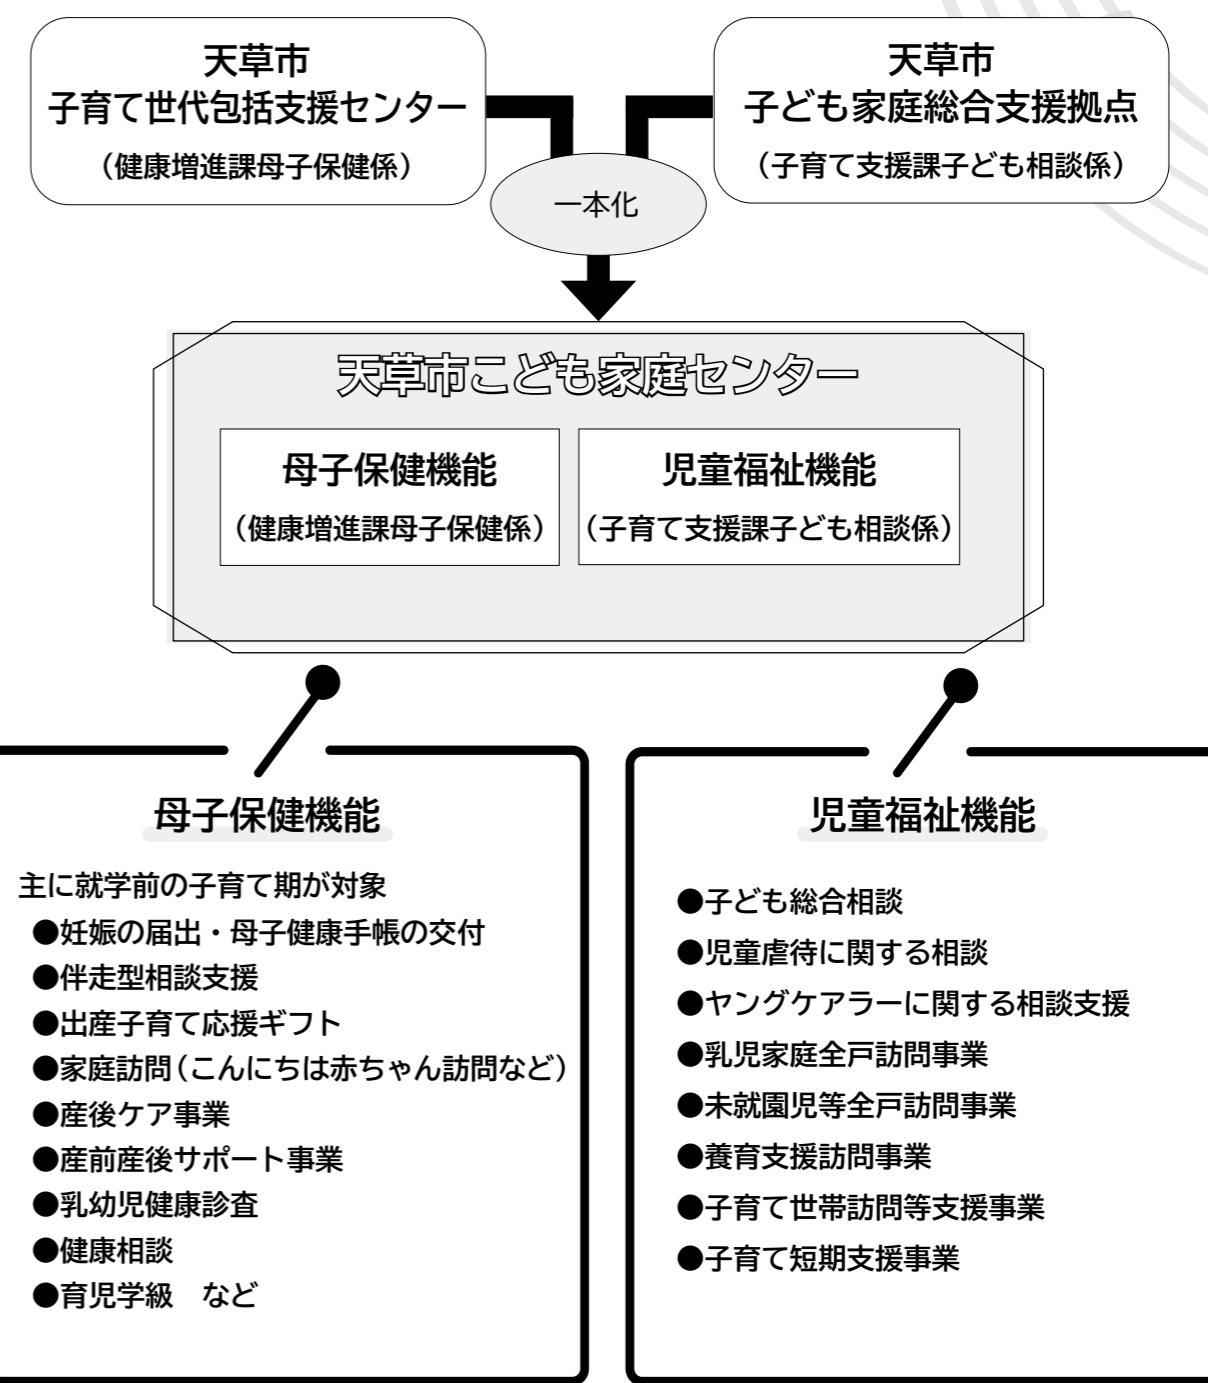 天草市
子育て世代包括支援センター
（健康増進課母子保健係）
天草市
子ども家庭総合支援拠点
（子育て支援課子ども相談係）
一本化
天草市こども家庭センター
母子保健機能
（健康増進課母子保健係）
児童福祉機能
（子育て支援課子ども相談係）
母子保健機能
主に就学前の子育て期が対象
●妊娠の届出・母子健康手帳の交付
●伴走型相談支援
●出産子育て応援ギフト
●家庭訪問（こんにちは赤ちゃん訪問など）
●産後ケア事業
●産前産後サポート事業
●乳幼児健康診査
●健康相談
●育児学級　など
児童福祉機能
●子ども総合相談
●児童虐待に関する相談
●ヤングケアラーに関する相談支援
●乳児家庭全戸訪問事業
●未就園児等全戸訪問事業
●養育支援訪問事業
●子育て世帯訪問等支援事業
●子育て短期支援事業